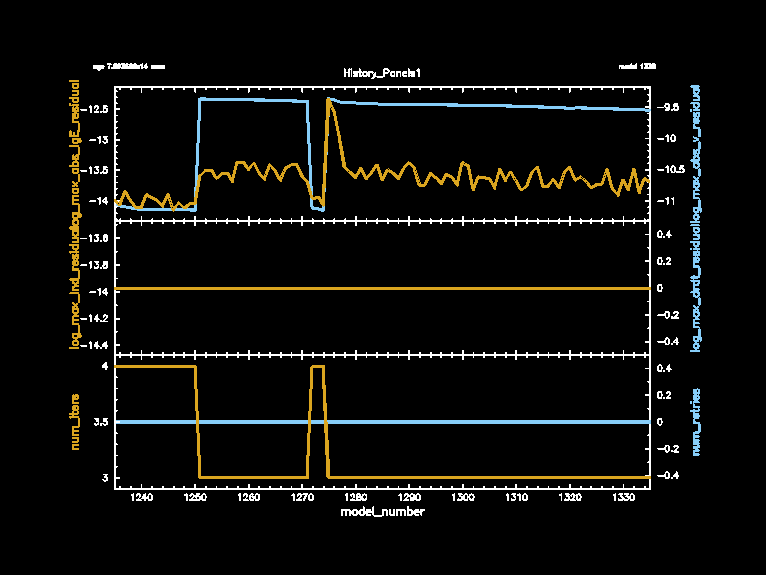 History_Panels1
log_max_abs_lgE_residual
-12.5
-13
-13.5
-14
-9.5
-10
-10.5
-11
log_max_abs_v_residual
log_max_lnd_residual
-13.6
-13.8
-14
-14.2
-14.4
0.4
0.2
0
-0.2
-0.4
log_max_drdt_residual
num_iters
4
3.5
3
0.4
0.2
0
-0.2
-0.4
num_retries
1240 1250 1260 1270 1280 1290 1300 1310 1320 1330
model_number